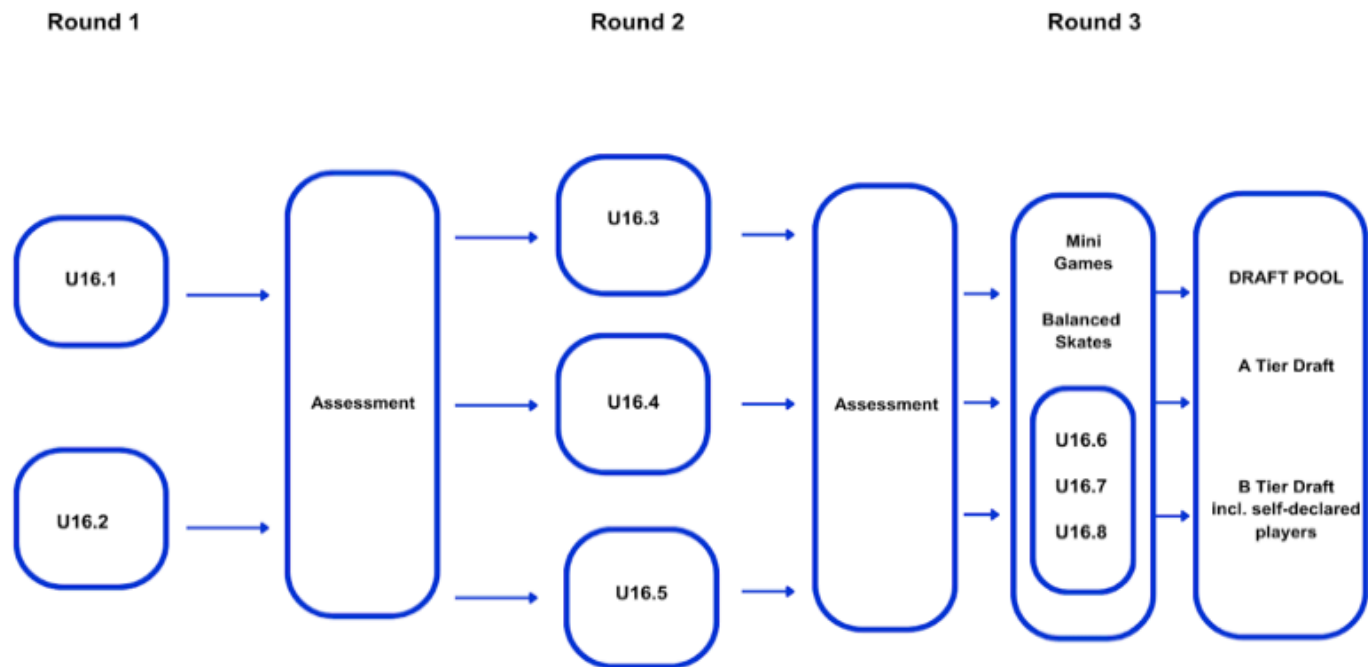 Round 1
Round 2
Round 3
U16.1
U16.2
Assessment
U16.3
U16.4
U16.5
Assessment
Mini
Games
Balanced
Skates
U16.6
U16.7
U16.8
DRAFT POOL
A Tier Draft
B Tier Draft
incl. self-declared
players